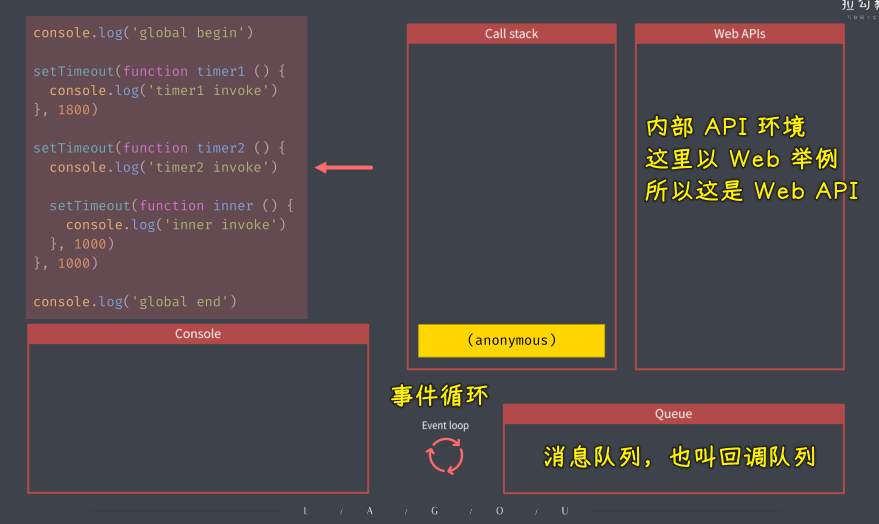 拉勾
console.log('global begin')
setTimeout(function timer1 () {
  console.log('timer1 invoke')
}, 1800)
setTimeout(function timer2 () {
  console.log('timer2 invoke')
  setTimeout(function inner () {
    console.log('inner invoke')
  }, 1000)
}, 1000)
console.log('global end')
Console
Call stack
(anonymous)
Web APIs
内部 API 环境
这里以 Web 举例
所以这是 Web API
事件循环
Event loop
Queue
消息队列，也叫回调队列
L / A / G / O / U